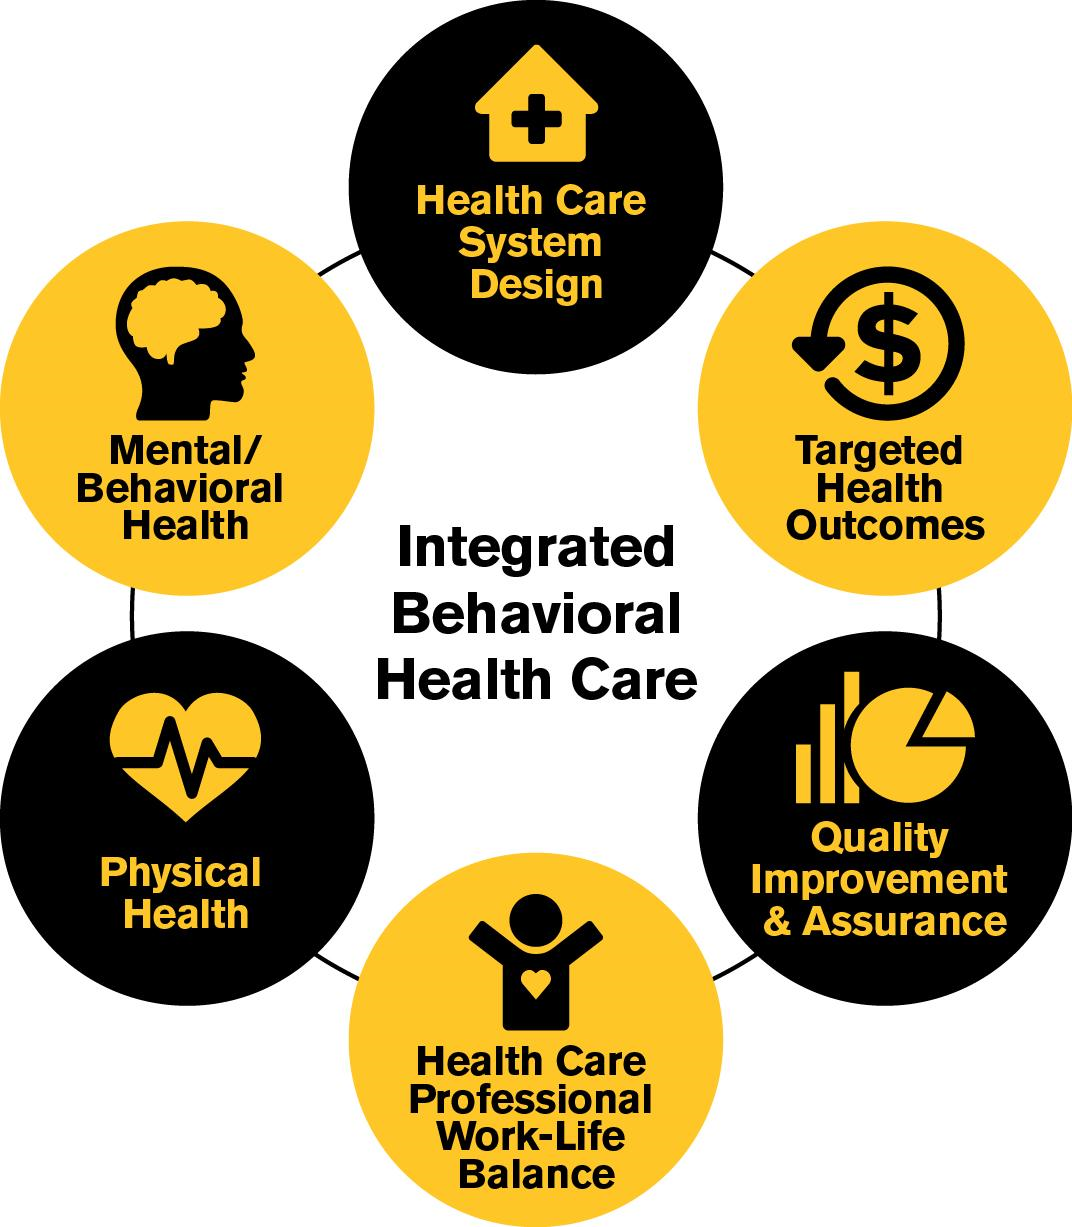 Health Care
System
Design
Mental/
Behavioral
Health
$
Targeted
Health
Outcomes
Integrated
Behavioral
Health Care
Physical
Health
Quality
Improvement
& Assurance
Health Care
Professional
Work-Life
Balance